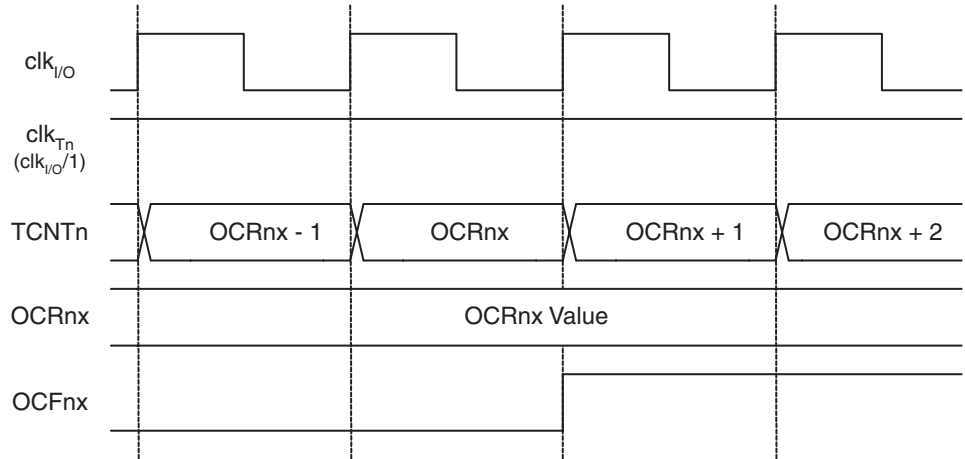 clkI/O
clkTn
(clkI/O/1)
TCNTn OCRnx - 1 OCRnx OCRnx + 1 OCRnx + 2
OCRnx OCRnx Value
OCFnx